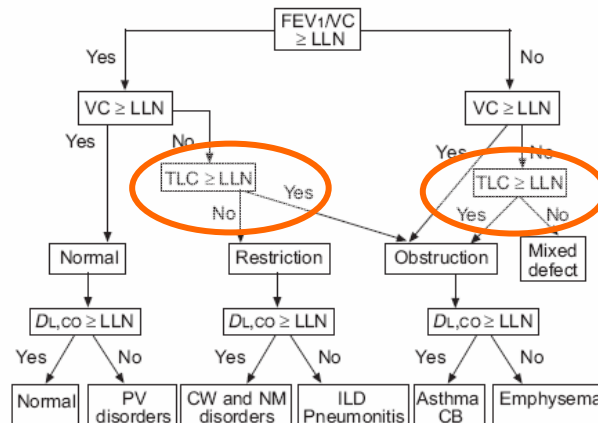 FEV1/VC
≥ LLN
Yes
No
VC ≥ LLN
VC ≥ LLN
Yes
No
Yes
No
TLC ≥ LLN
TLC ≥ LLN
No
Yes
Yes
No
Normal
Restriction
Obstruction
Mixed
defect
DL,CO ≥ LLN
DL,CO ≥ LLN
DL,CO ≥ LLN
Yes
No
Yes
No
Yes
No
Normal
PV
disorders
CW and NM
disorders
ILD
Pneumonitis
Asthma
CB
Emphysema